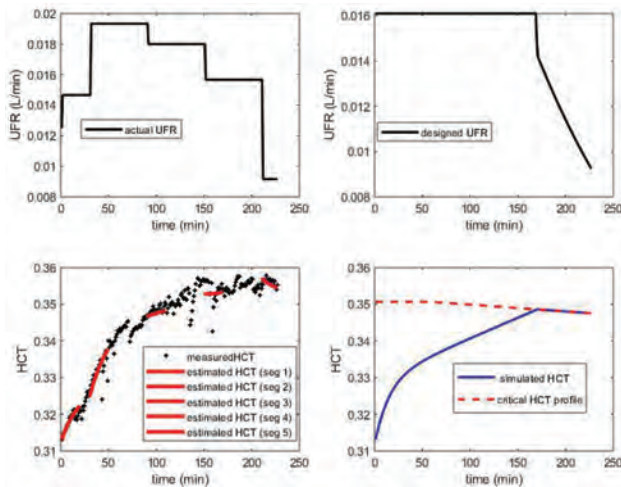 0.02
0.018
0.016
0.014
0.012
0.01
0.008
UFR (L/min)
actual UFR
0 50 100 150 200 250
time (min)
0.016
0.014
0.012
0.01
0.008
UFR (L/min)
designed UFR
0 50 100 150 200 250
time (min)
0.36
0.35
0.34
0.33
0.32
0.31
HCT
measuredHCT
estimated HCT (seg 1)
estimated HCT (seg 2)
estimated HCT (seg 3)
estimated HCT (seg 4)
estimated HCT (seg 5)
0 50 100 150 200 250
time (min)
0.36
0.35
0.34
0.33
0.32
0.31
HCT
simulated HCT
critical HCT profile
0 50 100 150 200 250
time (min)